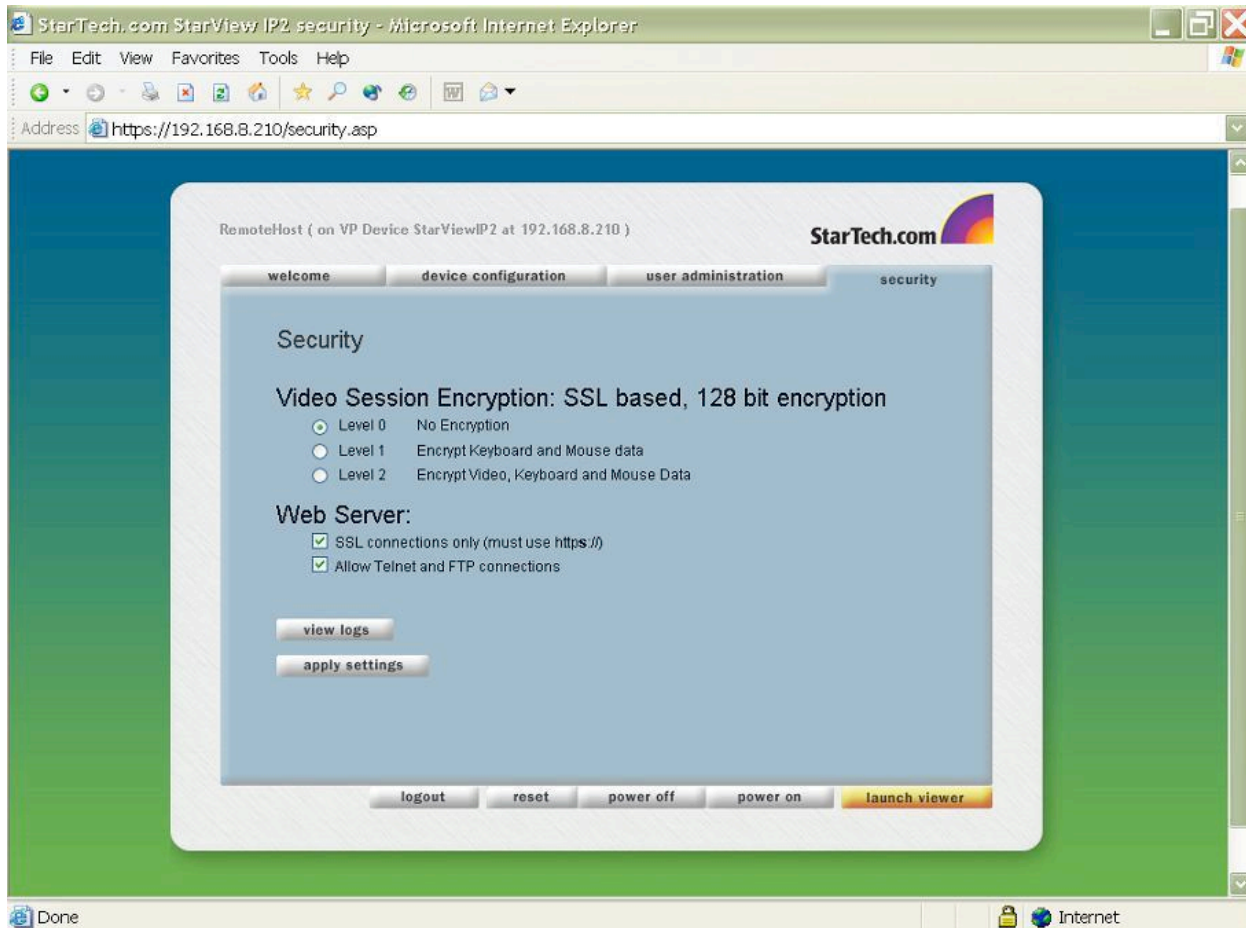 StarTech.com StarView IP2 security - Microsoft Internet Explorer
File Edit View Favorites Tools Help
Address https://192.168.8.210/security.asp
RemoteHost ( on VP Device StarViewIP2 at 192.168.8.210 )
StarTech.com
welcome device configuration user administration security
Security
Video Session Encryption: SSL based, 128 bit encryption
Level 0 No Encryption
Level 1 Encrypt Keyboard and Mouse data
Level 2 Encrypt Video, Keyboard and Mouse Data
Web Server:
SSL connections only (must use https://)
Allow Telnet and FTP connections
view logs
apply settings
logout reset power off power on launch viewer
Done Internet